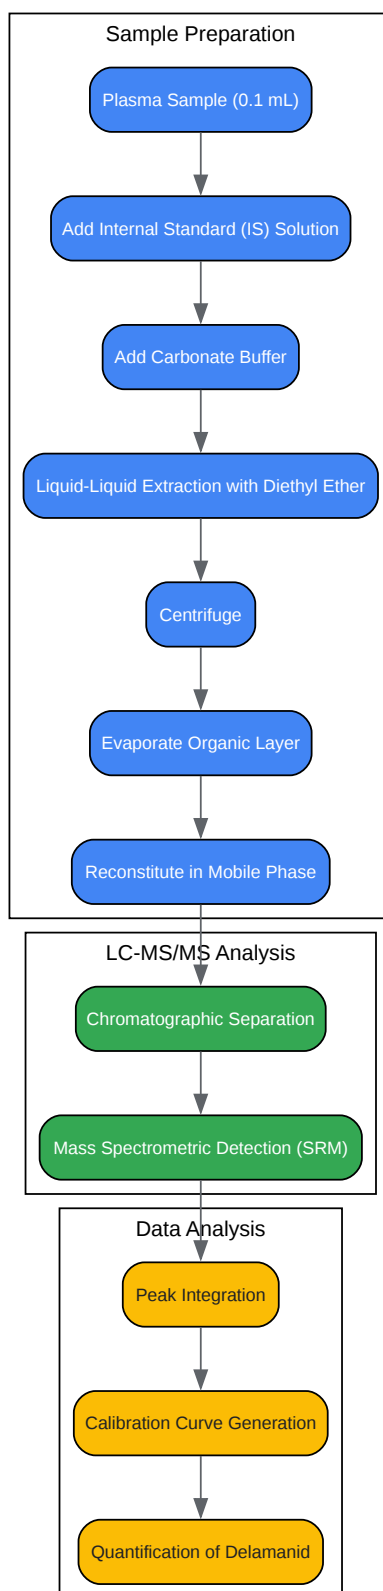 Sample Preparation
Plasma Sample (0.1 mL)
Add Internal Standard (IS) Solution
Add Carbonate Buffer
Liquid-Liquid Extraction with Diethyl Ether
Centrifuge
Evaporate Organic Layer
Reconstitute in Mobile Phase
LC-MS/MS Analysis
Chromatographic Separation
Mass Spectrometric Detection (SRM)
Data Analysis
Peak Integration
Calibration Curve Generation
Quantification of Delamanid